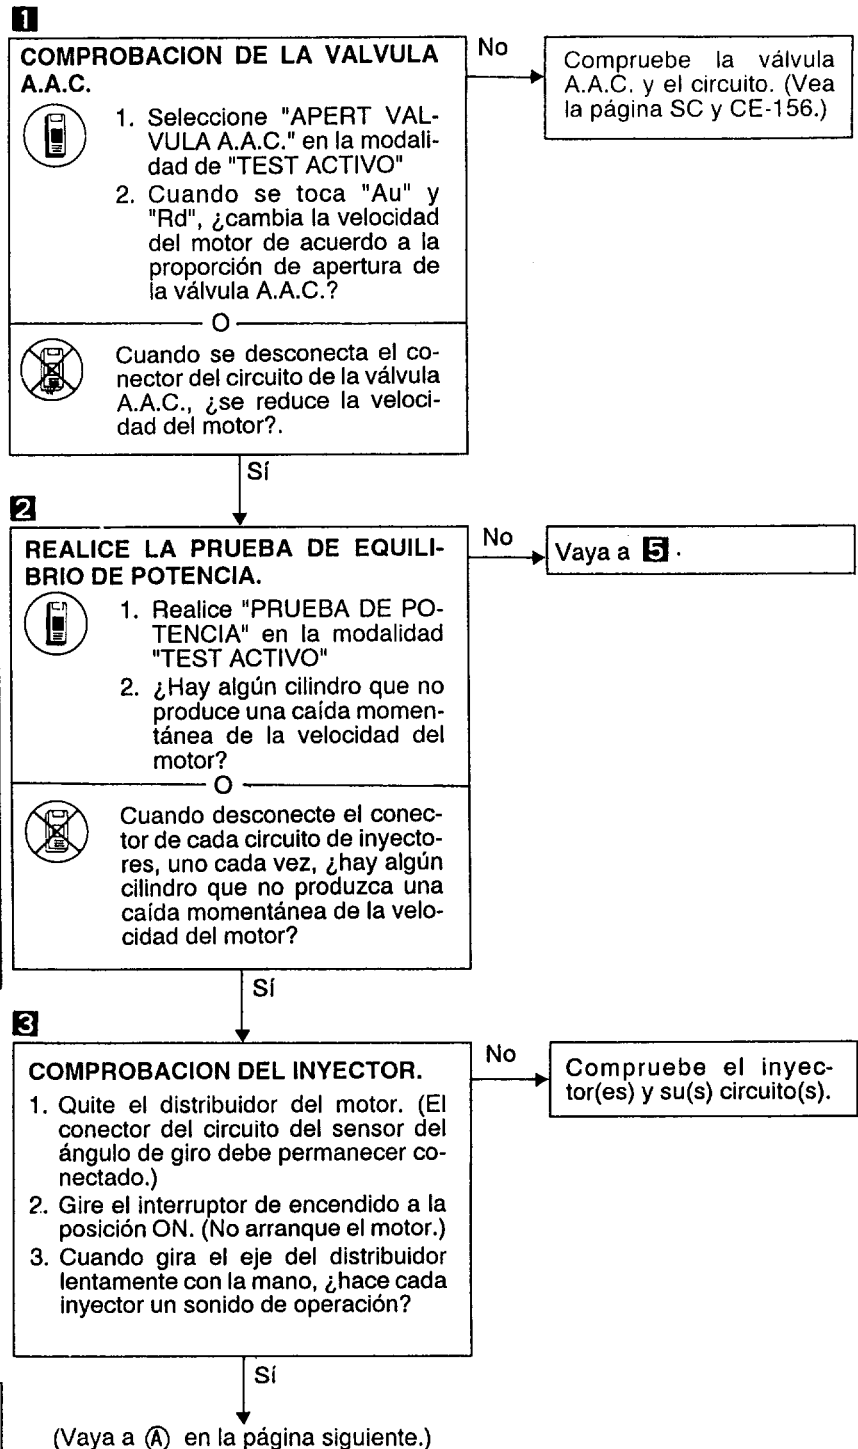 1
COMPROBACION DE LA VALVULA
A.A.C.
1. Seleccione "APERT VAL-
VULA A.A.C." en la modali-
dad de "TEST ACTIVO"
2. Cuando se toca "Au" y
"Rd", ¿cambia la velocidad
del motor de acuerdo a la
proporción de apertura de
la válvula A.A.C.?
O
Cuando se desconecta el co-
nector del circuito de la válvula
A.A.C., ¿se reduce la veloci-
dad del motor?.
No
Compruebe la válvula
A.A.C. y el circuito. (Vea
la página SC y CE-156.)
Sí
2
REALICE LA PRUEBA DE EQUILI-
BRIO DE POTENCIA.
1. Realice "PRUEBA DE PO-
TENCIA" en la modalidad
"TEST ACTIVO"
2. ¿Hay algún cilindro que no
produce una caída momen-
tánea de la velocidad del
motor?
O
Cuando desconecte el conec-
tor de cada circuito de inyecto-
res, uno cada vez, ¿hay algún
cilindro que no produzca una
caída momentánea de la velo-
cidad del motor?
No
Vaya a 5 .
Sí
3
COMPROBACION DEL INYECTOR.
1. Quite el distribuidor del motor. (El
conector del circuito del sensor del
ángulo de giro debe permanecer co-
nectado.)
2. Gire el interruptor de encendido a la
posición ON. (No arranque el motor.)
3. Cuando gira el eje del distribuidor
lentamente con la mano, ¿hace cada
inyector un sonido de operación?
No
Compruebe el inyec-
tor(es) y su(s) circuito(s).
Sí
(Vaya a Ⓐ en la página siguiente.)